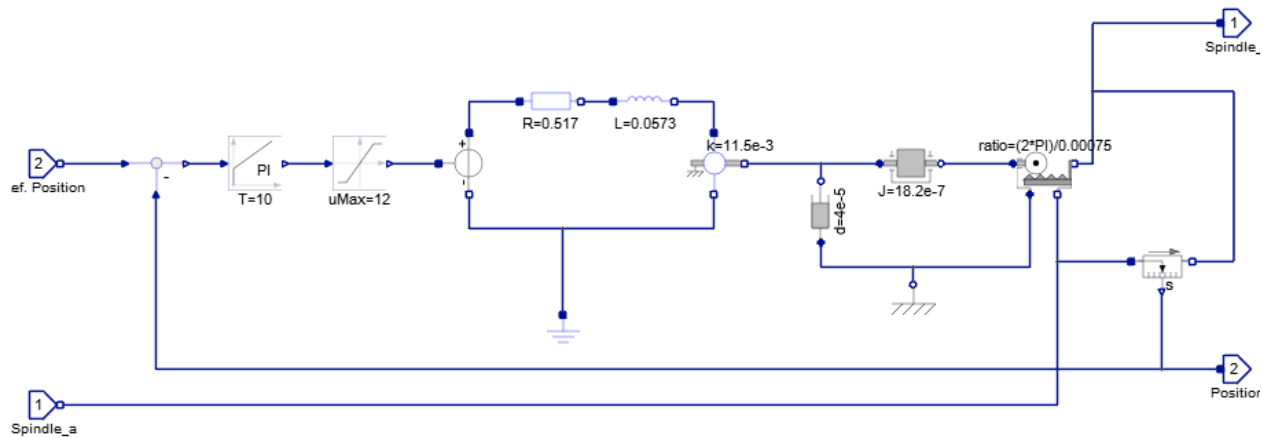 1
Spindle_
R=0.517
L=0.0573
k=11.5e-3
ratio=(2*PI)/0.00075
2
ef. Position
-
PI
T=10
uMax=12
+
-
J=18.2e-7
d=4e-5
s
2
Position
1
Spindle_a